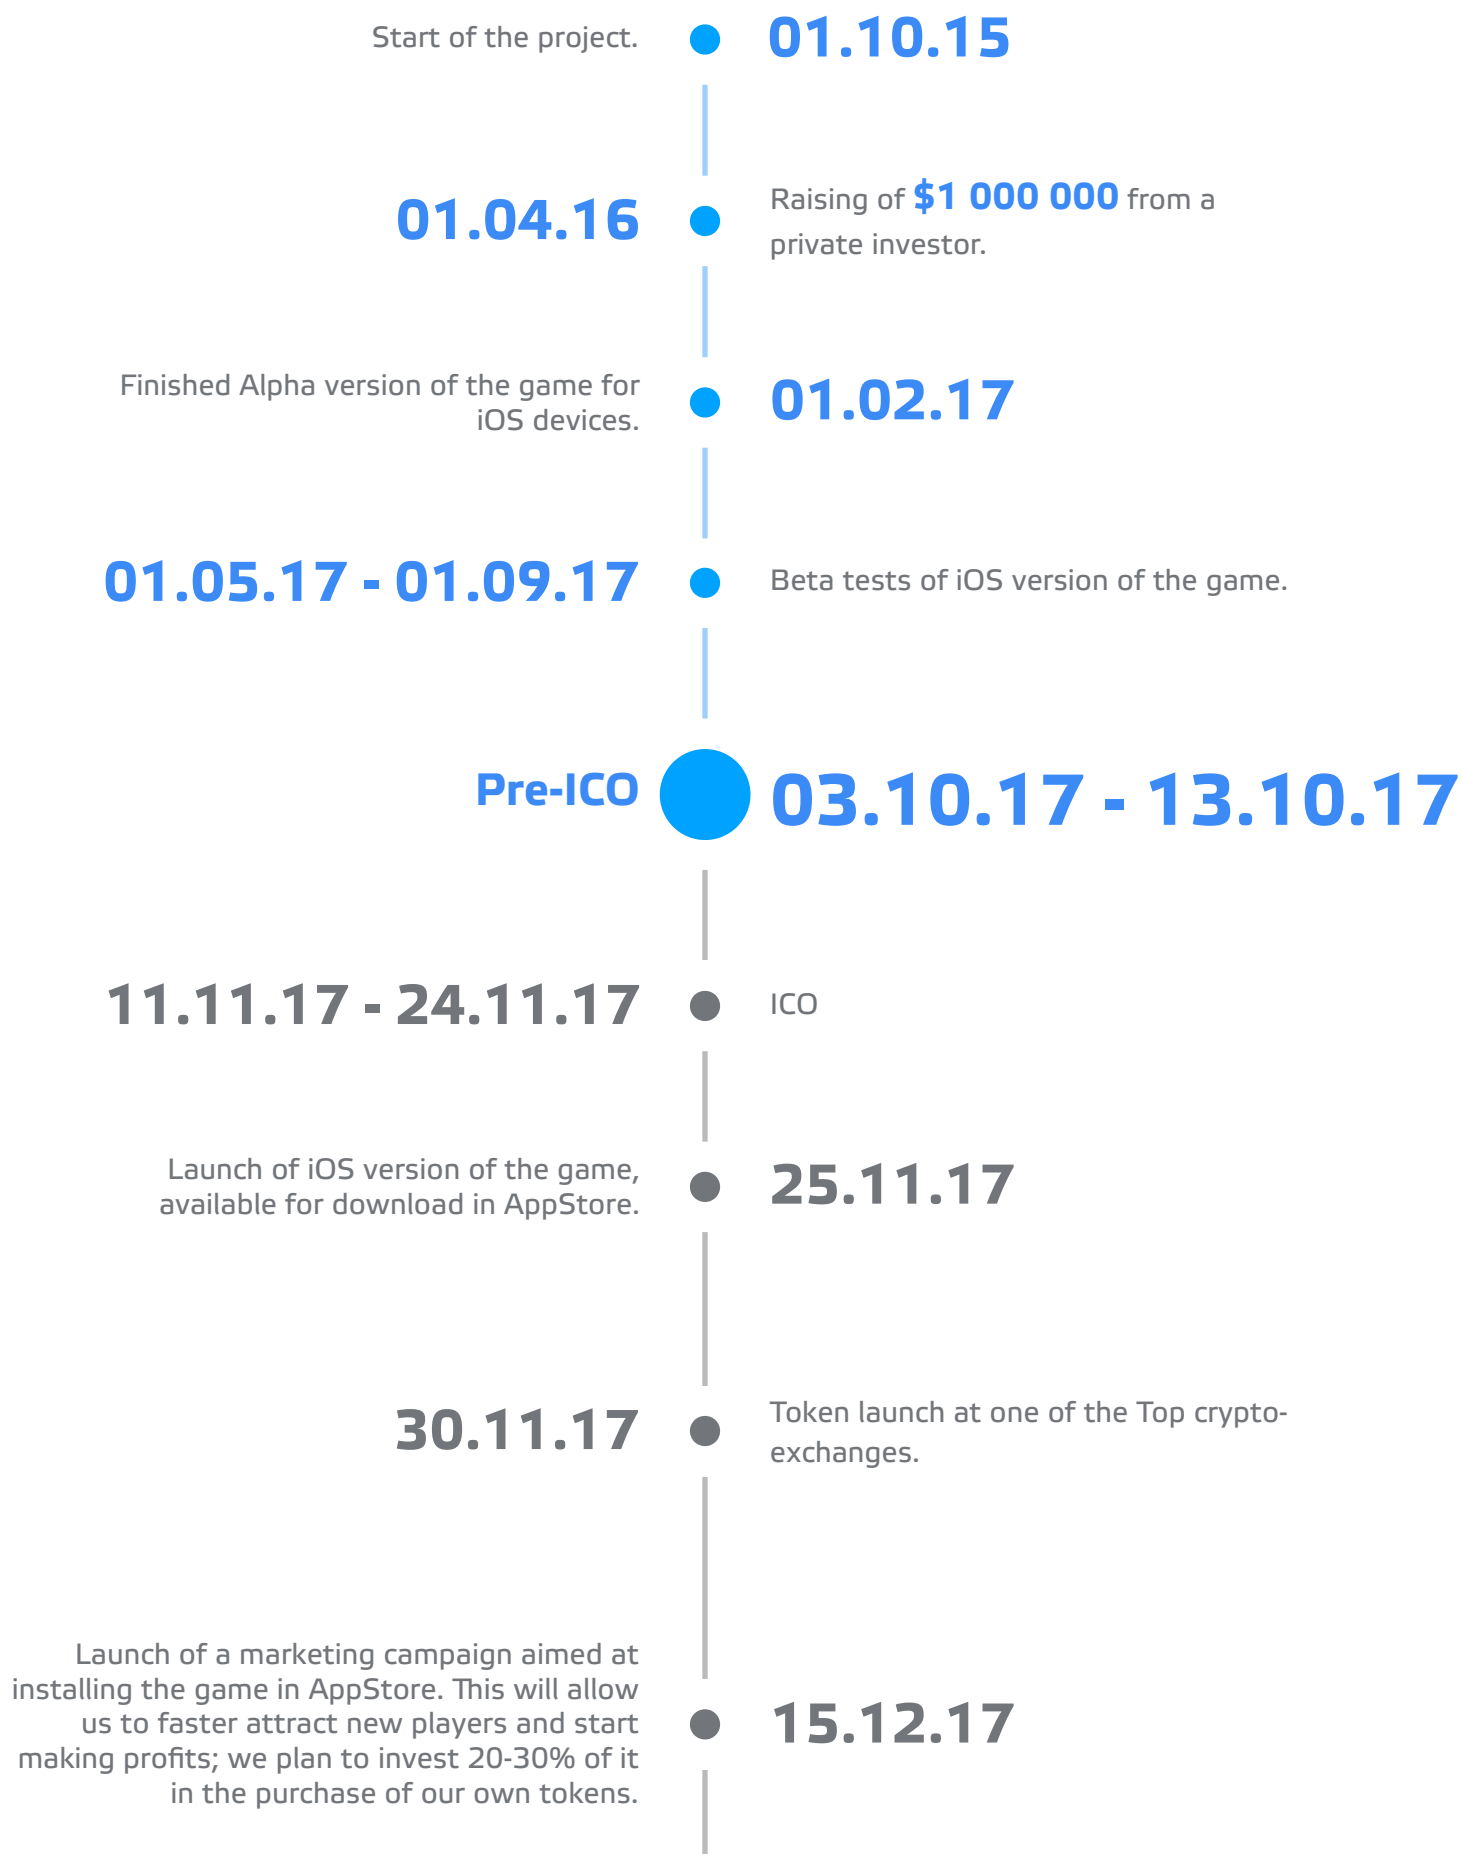 Start of the project.
01.10.15
01.04.16
Raising of $1 000 000 from a
private investor.
Finished Alpha version of the game for
iOS devices.
01.02.17
01.05.17 - 01.09.17
Beta tests of iOS version of the game.
Pre-ICO
03.10.17 - 13.10.17
11.11.17 - 24.11.17
ICO
Launch of iOS version of the game,
available for download in AppStore.
25.11.17
30.11.17
Token launch at one of the Top crypto-
exchanges.
Launch of a marketing campaign aimed at
installing the game in AppStore. This will allow
us to faster attract new players and start
making profits; we plan to invest 20-30% of it
in the purchase of our own tokens.
15.12.17